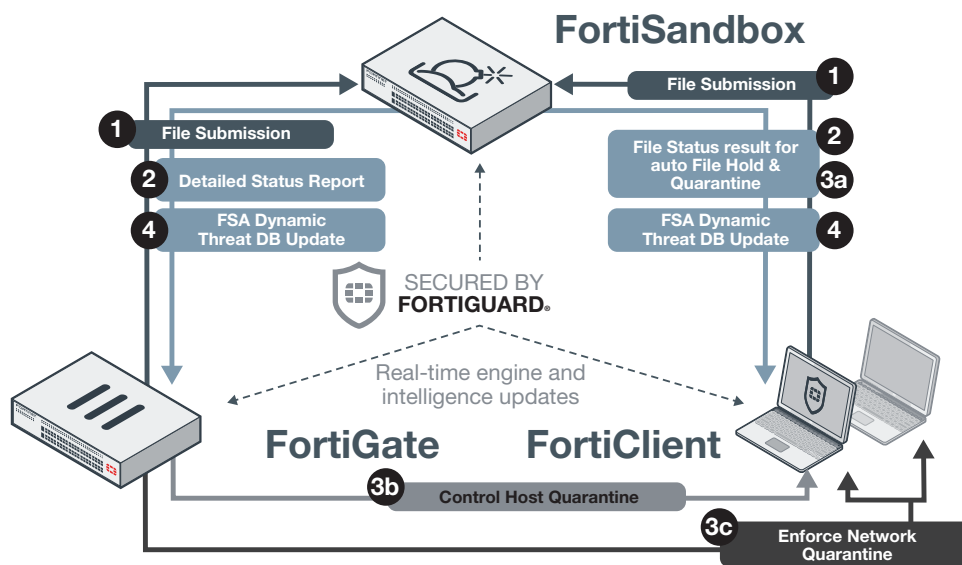 FortiSandbox
1
File Submission
1
File Submission
2
Detailed Status Report
4
FSA Dynamic
Threat DB Update
2
File Status result for
auto File Hold &
Quarantine
3a
FSA Dynamic
Threat DB Update
4
SECURED BY
FORTIGUARD®
Real-time engine and
intelligence updates
FortiGate
FortiClient
3b
Control Host Quarantine
3c
Enforce Network
Quarantine